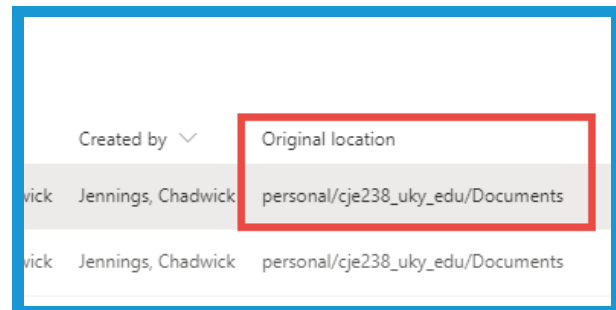 Created by Original location
wick Jennings, Chadwick personal/cje238_uky_edu/Documents
wick Jennings, Chadwick personal/cje238_uky_edu/Documents